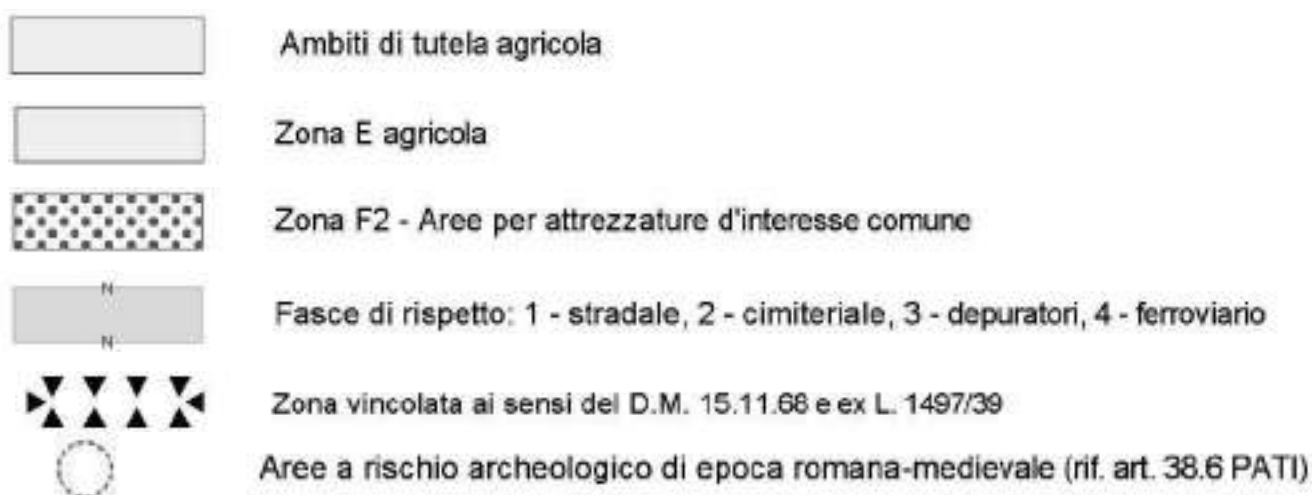 Ambiti di tutela agricola
Zona E agricola
Zona F2 - Aree per attrezzature d'interesse comune
N
Fasce di rispetto: 1 - stradale, 2 - cimiteriale, 3 - depuratori, 4 - ferroviario
N
Zona vincolata ai sensi del D.M. 15.11.68 e ex L. 1497/39
Aree a rischio archeologico di epoca romana-medievale (rif. art. 38.6 PATI)